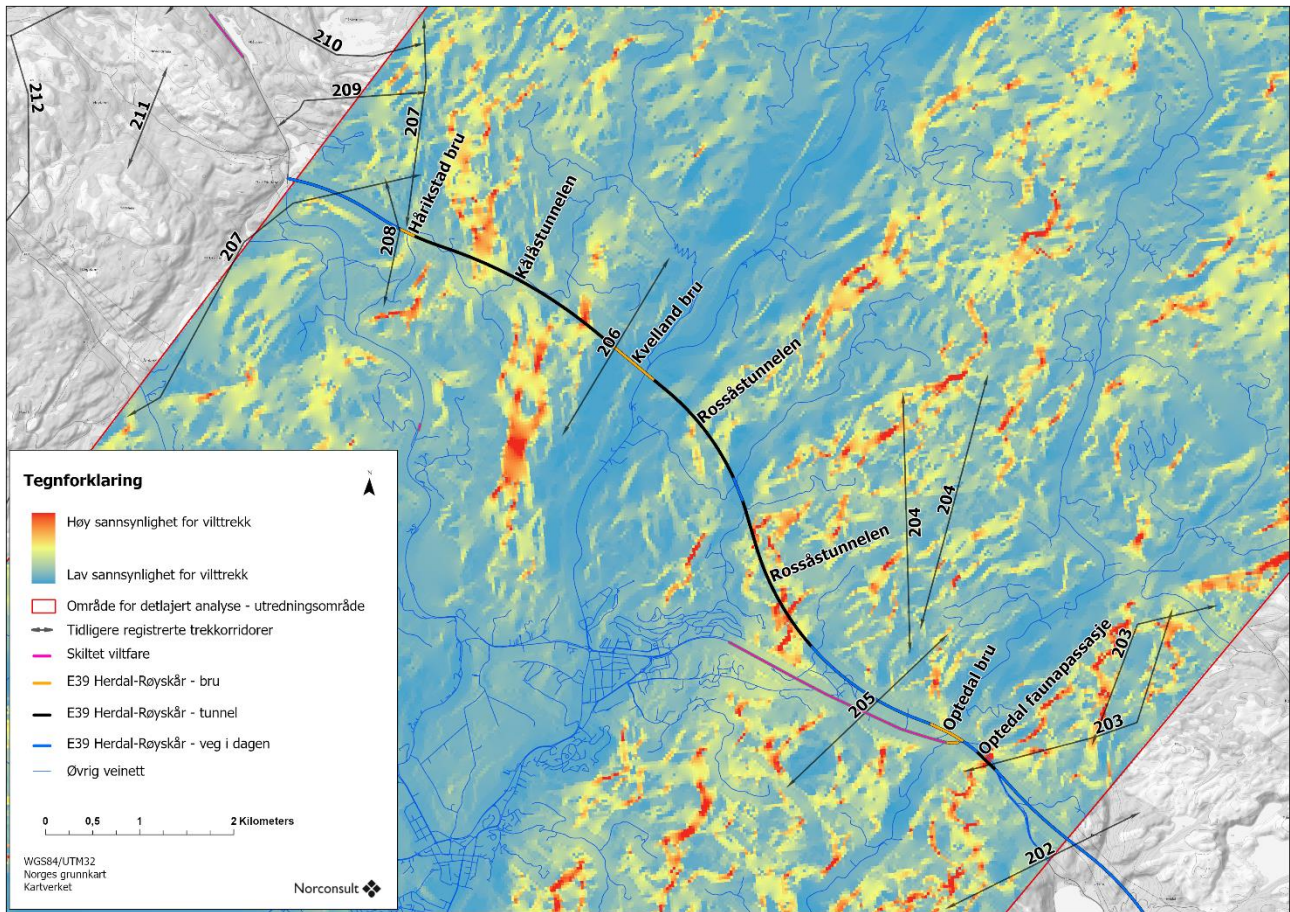 210
212
211
209
207
Hårikstad bru
208
207
Kålåstunnelen
206
Kvelland bru
Rossåstunnelen
204
204
Rossåstunnelen
203
203
205
Optedal bru
Optedal faunapassasje
202
Tegnforklaring
N
Høy sannsynlighet for vilttrekk
Lav sannsynlighet for vilttrekk
Område for detlajert analyse - utredningsområde
Tidligere registrerte trekkorridorer
Skiltet viltfare
E39 Herdal-Røyskår - bru
E39 Herdal-Røyskår - tunnel
E39 Herdal-Røyskår - veg i dagen
Øvrig veinett
0 0,5 1 2 Kilometers
WGS84/UTM32
Norges grunnkart
Kartverket
Norconsult